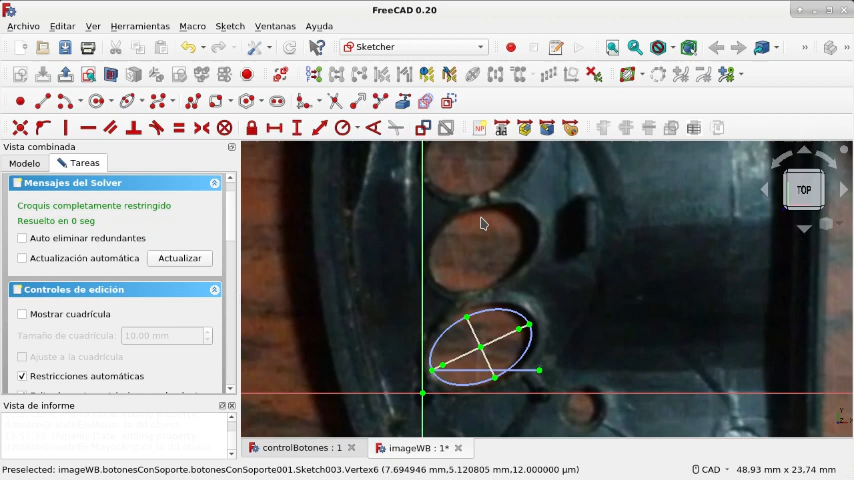 FreeCAD 0.20
Archivo Editar Ver Herramientas Macro Sketch Ventanas Ayuda
Sketcher
NP
Vista combinada
Modelo Tareas
Mensajes del Solver
Croquis completamente restringido
Resuelto en 0 seg
Auto eliminar redundantes
Actualización automática Actualizar
Controles de edición
Mostrar cuadrícula
Tamaño de cuadrícula: 10.00 mm
Ajuste a la cuadrícula
Restricciones automáticas
Vista de informe
TOP
controlBotones : 1 imageWB : 1*
Preselected: imageWB.botonesConSoporte.botonesConSoporte001.Sketch003.Vertex6 (7.694946 mm,5.120805 mm,12.000000 µm) CAD 48.93 mm x 23,74 mm